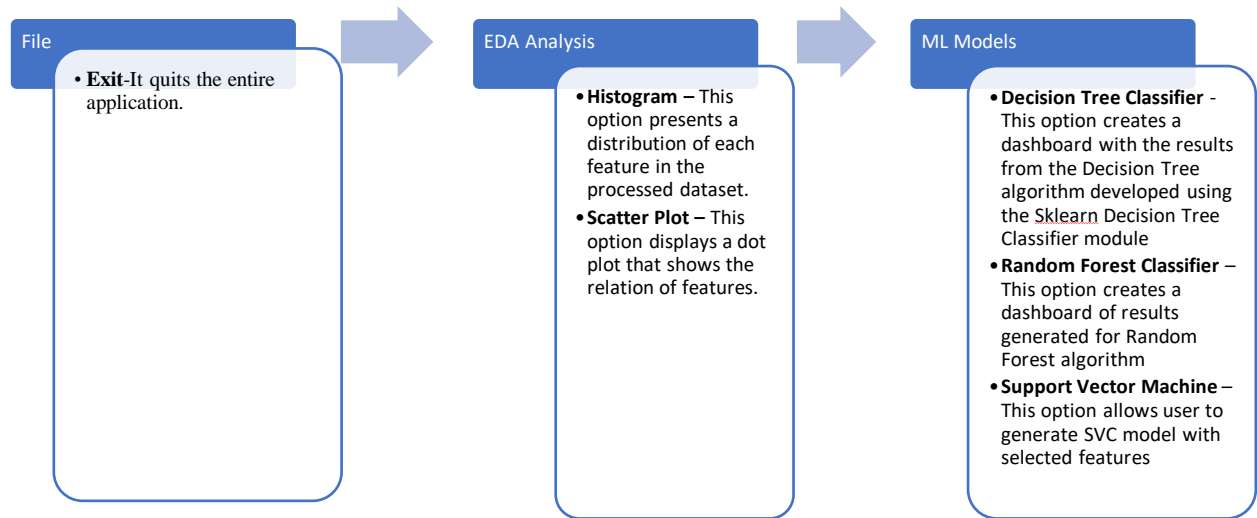 File
• Exit-It quits the entire
application.
EDA Analysis
•Histogram – This
option presents a
distribution of each
feature in the
processed dataset.
•Scatter Plot – This
option displays a dot
plot that shows the
relation of features.
ML Models
•Decision Tree Classifier -
This option creates a
dashboard with the results
from the Decision Tree
algorithm developed using
the Sklearn Decision Tree
Classifier module
•Random Forest Classifier –
This option creates a
dashboard of results
generated for Random
Forest algorithm
•Support Vector Machine –
This option allows user to
generate SVC model with
selected features